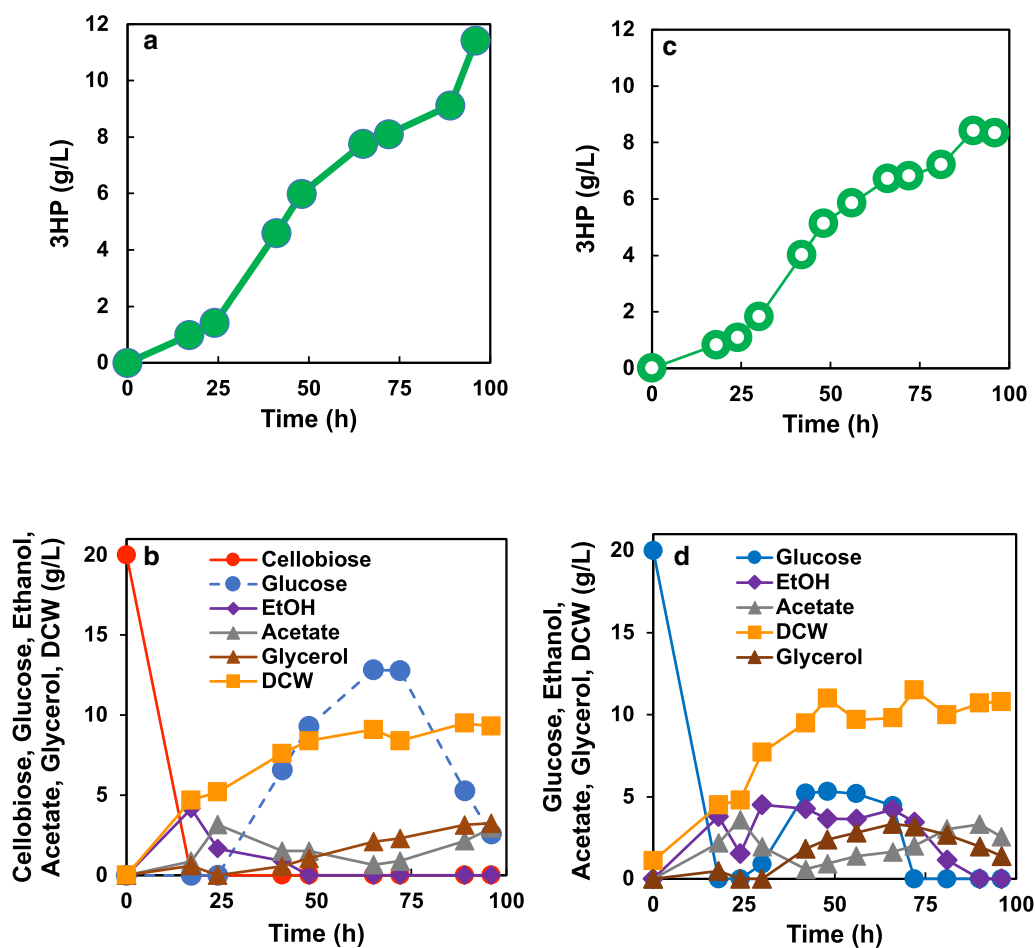 a
12
10
8
6
4
2
0
3HP (g/L)
0
25
50
75
100
Time (h)
c
12
10
8
6
4
2
0
3HP (g/L)
0
25
50
75
100
Time (h)
b
20
15
10
5
0
Cellobiose, Glucose, Ethanol,
Acetate, Glycerol, DCW (g/L)
Cellobiose
Glucose
EtOH
Acetate
Glycerol
DCW
0
25
50
75
100
Time (h)
d
20
15
10
5
0
Glucose, Ethanol,
Acetate, Glycerol, DCW (g/L)
Glucose
EtOH
Acetate
DCW
Glycerol
0
25
50
75
100
Time (h)